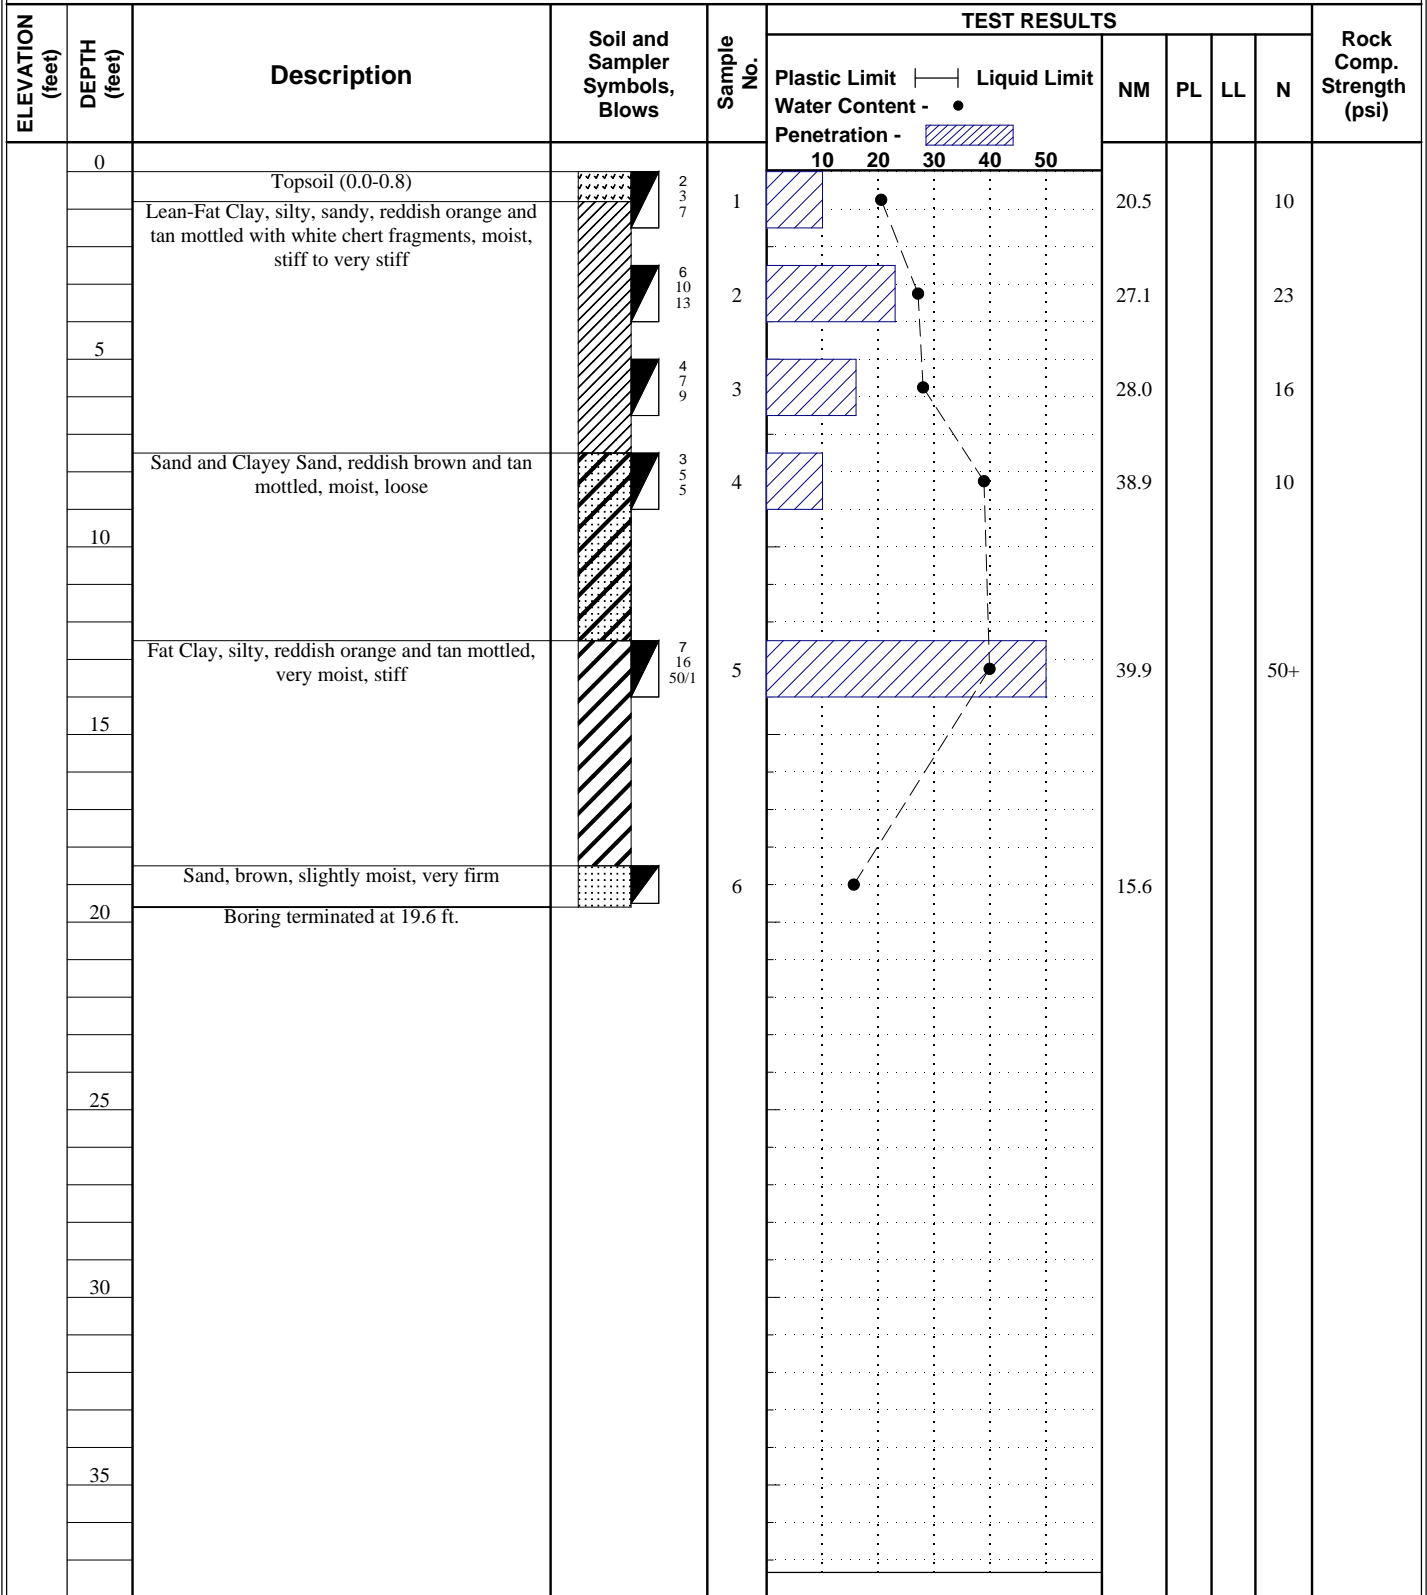 TEST RESULTS
ELEVATION
(feet)
DEPTH
(feet)
Description
Soil and
Sampler
Symbols,
Blows
Sample
No.
Plastic Limit Liquid Limit
Water Content -
Penetration -
NM
PL
LL
N
Rock
Comp.
Strength
(psi)
10 20 30 40 50
0
Topsoil (0.0-0.8)
2
3
7
1
20.5
10
Lean-Fat Clay, silty, sandy, reddish orange and
tan mottled with white chert fragments, moist,
stiff to very stiff
6
10
13
2
27.1
23
5
4
7
9
3
28.0
16
Sand and Clayey Sand, reddish brown and tan
mottled, moist, loose
3
5
5
4
38.9
10
10
Fat Clay, silty, reddish orange and tan mottled,
very moist, stiff
7
16
50/1
5
39.9
50+
15
Sand, brown, slightly moist, very firm
6
15.6
20
Boring terminated at 19.6 ft.
25
30
35